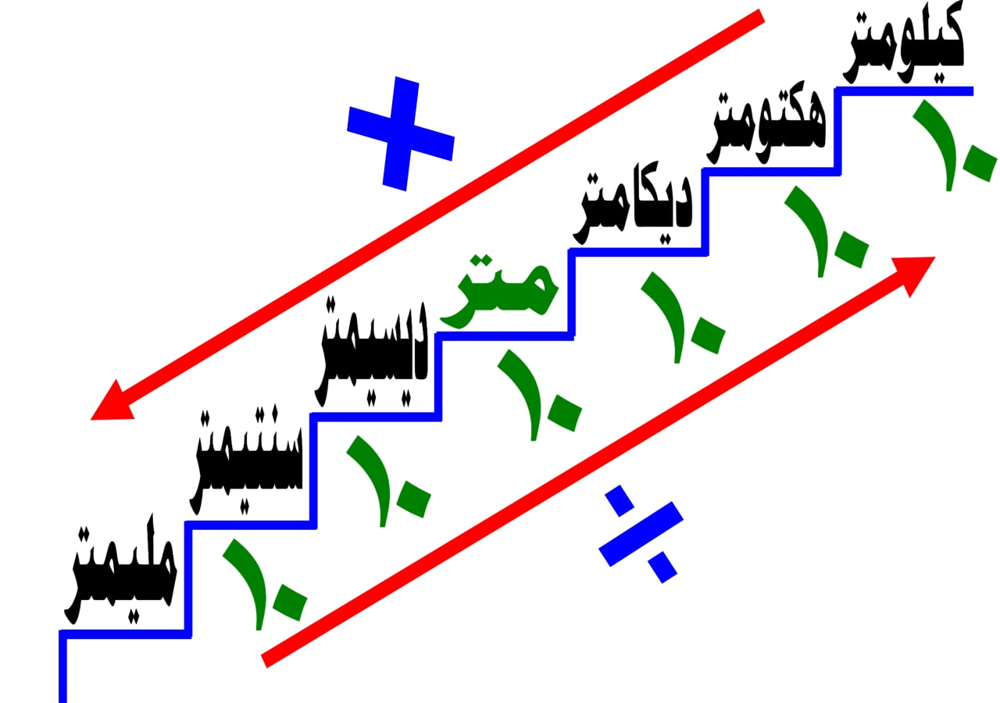 كيلومتر
١٠
هكتومتر
١٠
ديكامتر
١٠
متر
١٠
ديسيمتر
١٠
سنتيمتر
١٠
مليمتر
×
÷